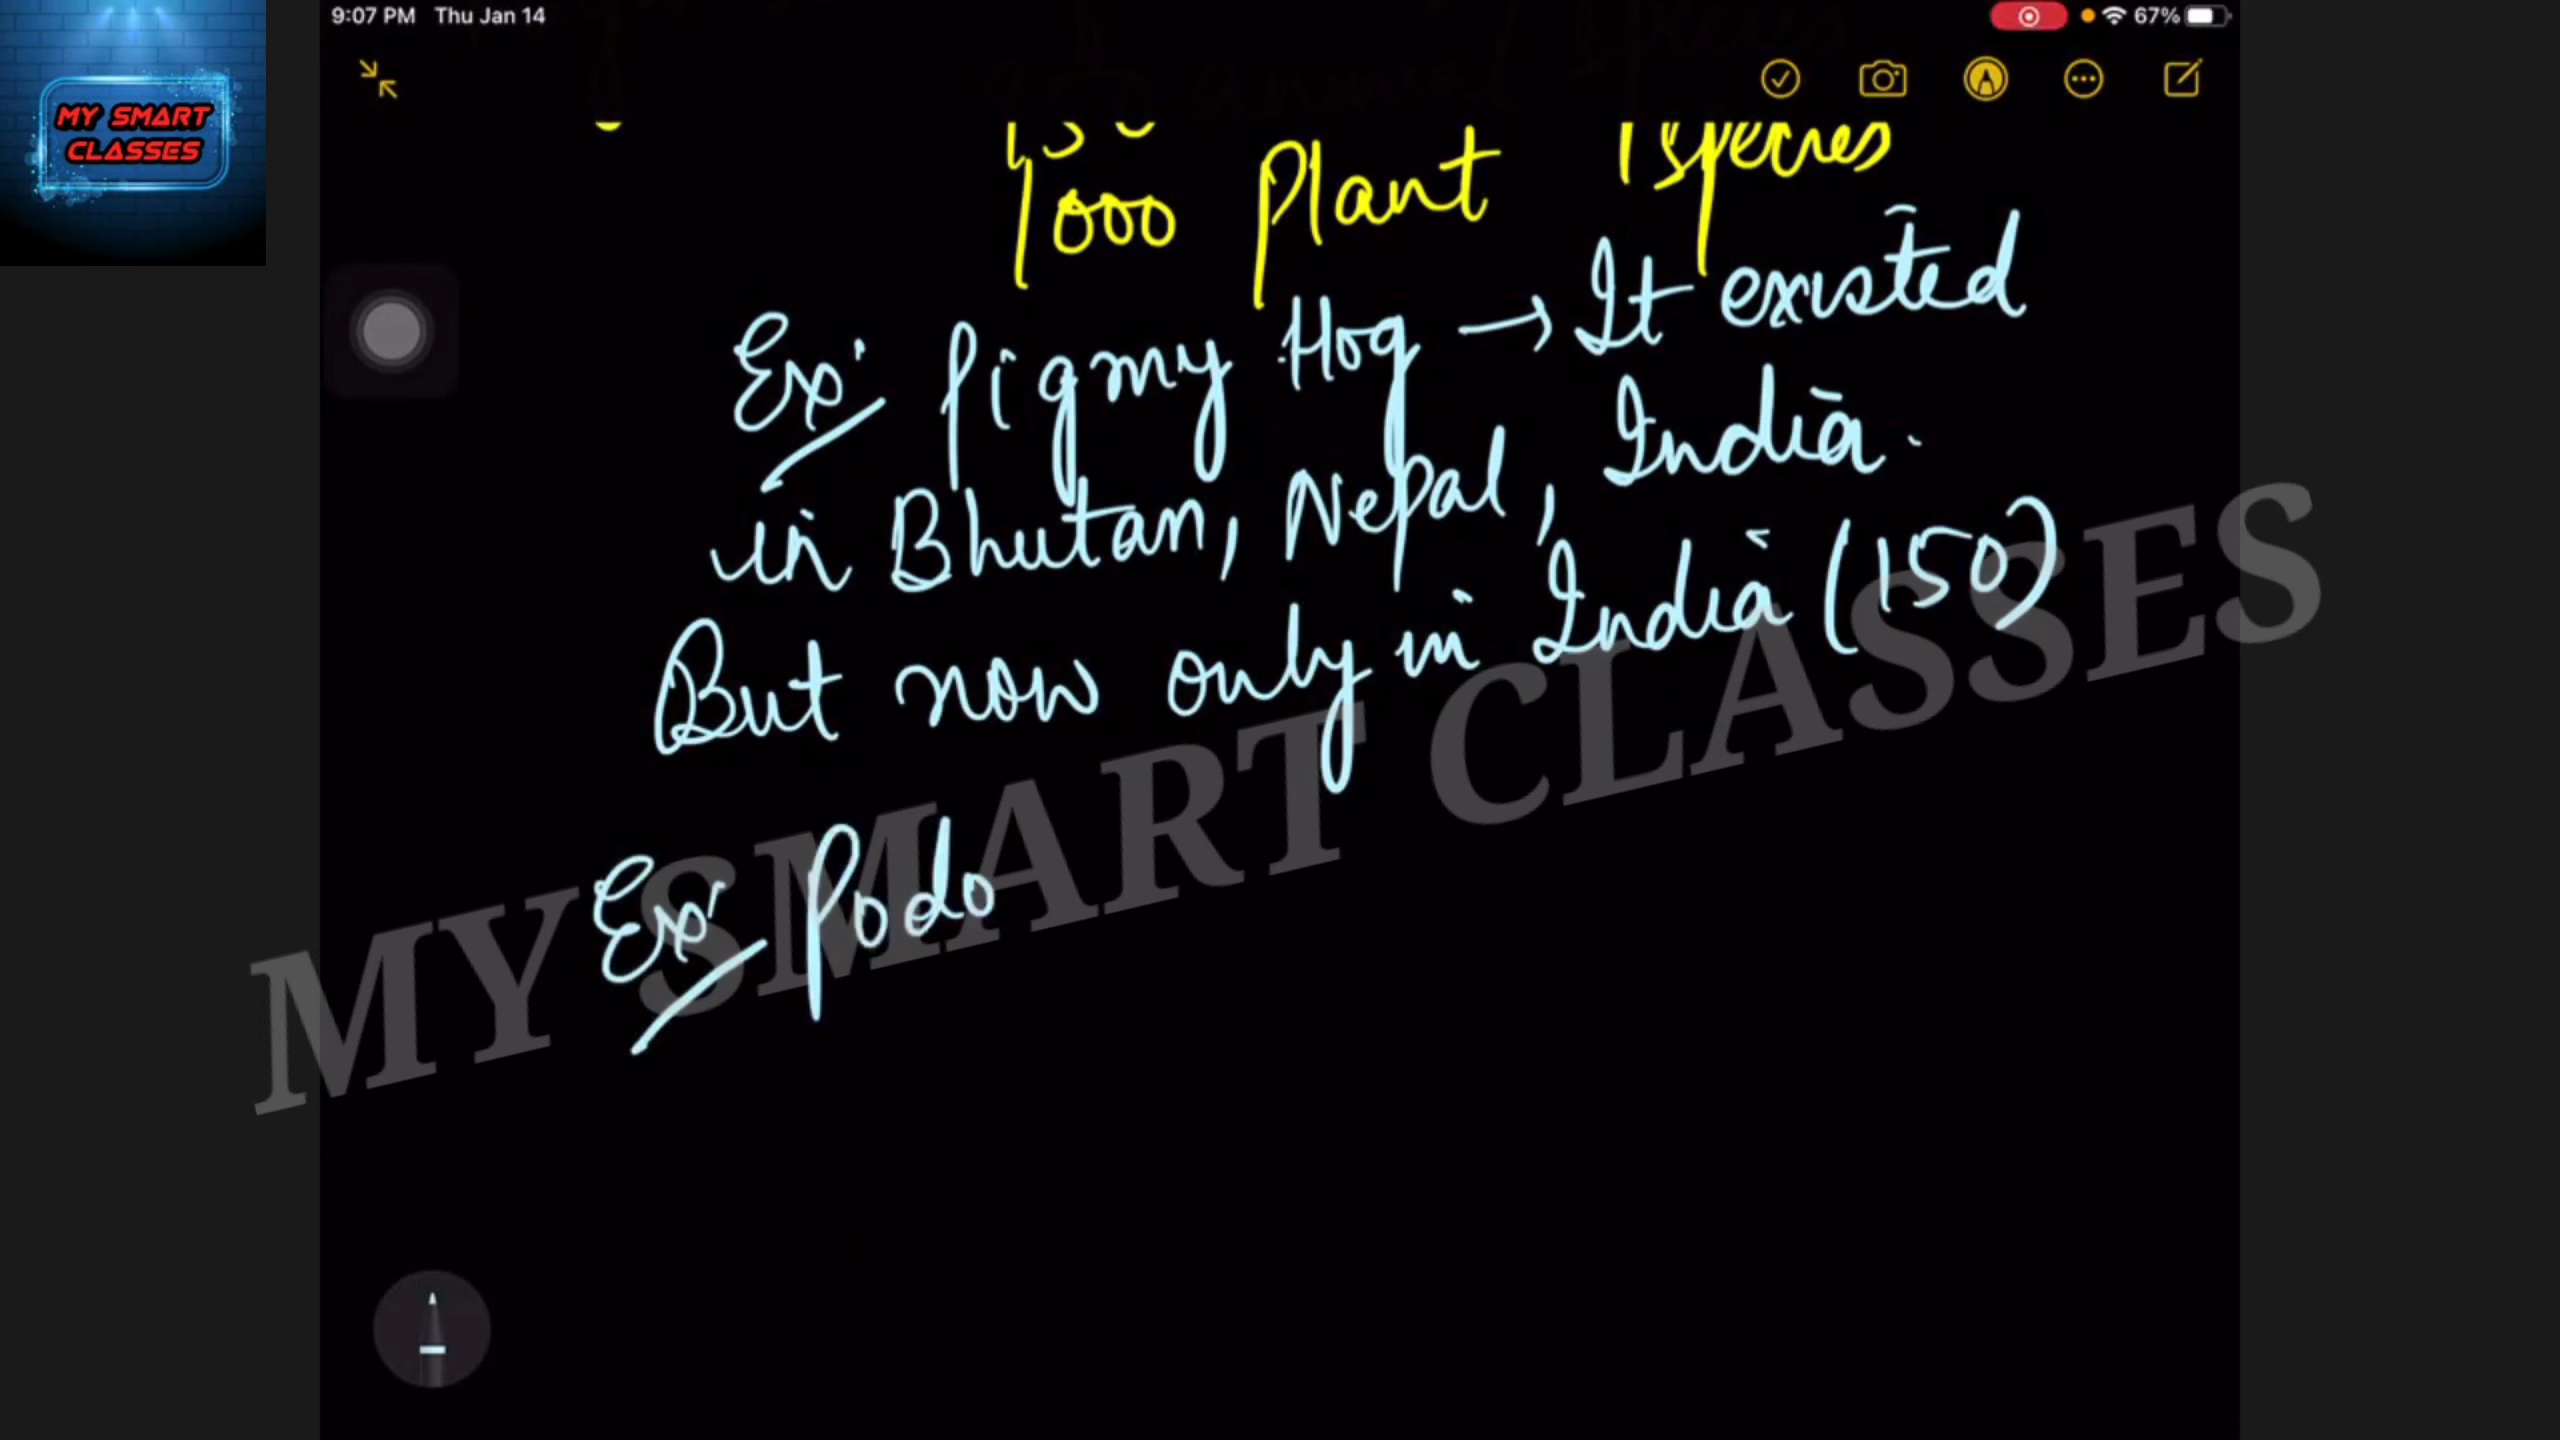 9:07 PM Thu Jan 14
67%
MY SMART
CLASSES
species
1000 Plant
Ex: Pigmy Hog → It existed
in Bhutan, Nepal, India.
But now only in India (150)
Ex: Podo
MY SMART CLASSES